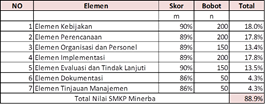 NO Elemen Skor Bobot Total
m n
1 Elemen Kebijakan 90% 200 18.0%
2 Elemen Perencanaan 89% 200 17.8%
3 Elemen Organisasi dan Personel 89% 150 13.4%
4 Elemen Implementasi 89% 200 17.8%
5 Elemen Evaluasi dan Tindak Lanjuti 90% 150 13.5%
6 Elemen Dokumentasi 86% 50 4.3%
7 Elemen Tinjauan Manajemen 86% 50 4.3%
Total Nilai SMKP Minerba 88.9%